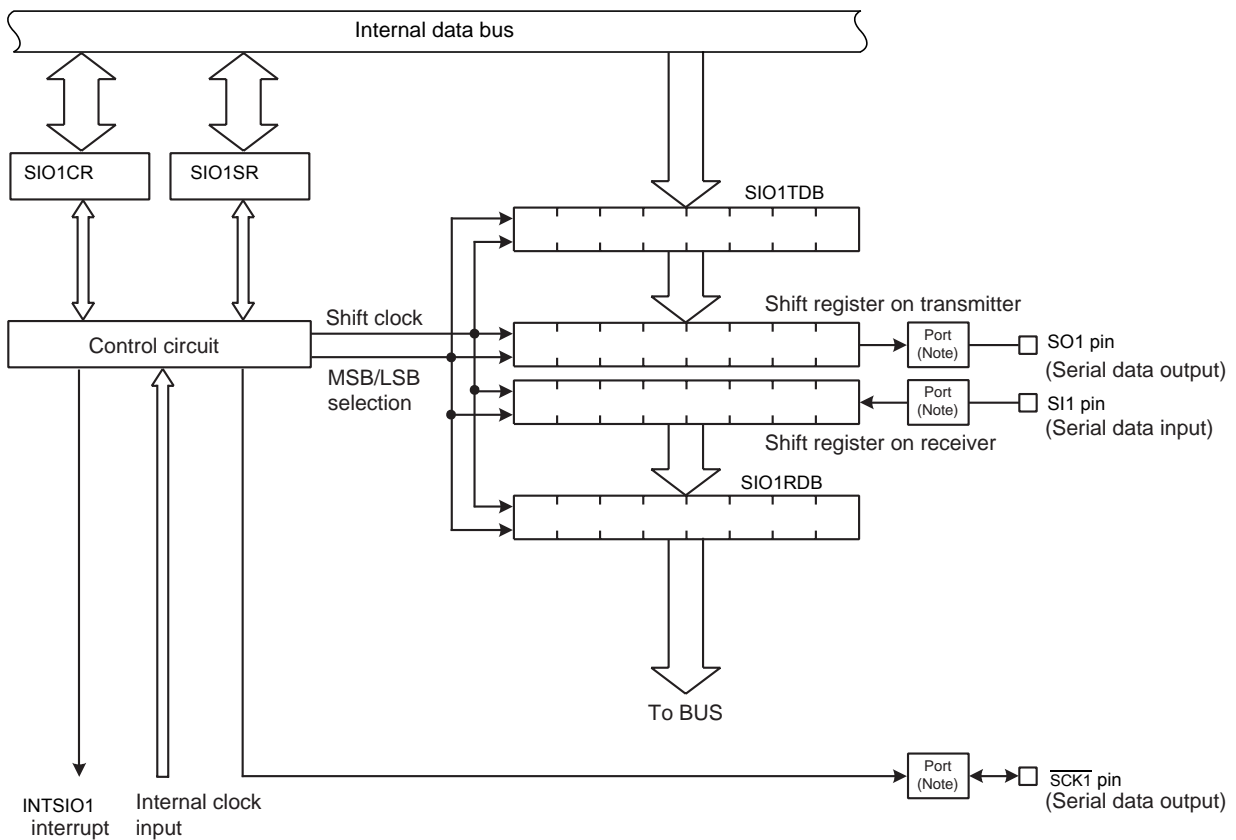 Internal data bus
SIO1CR
SIO1SR
SIO1TDB
Shift register on transmitter
Shift clock
Control circuit
MSB/LSB
selection
Port
(Note)
SO1 pin
(Serial data output)
Port
(Note)
SI1 pin
(Serial data input)
Shift register on receiver
SIO1RDB
To BUS
Port
(Note)
SCK1 pin
(Serial data output)
INTSIO1
interrupt
Internal clock
input